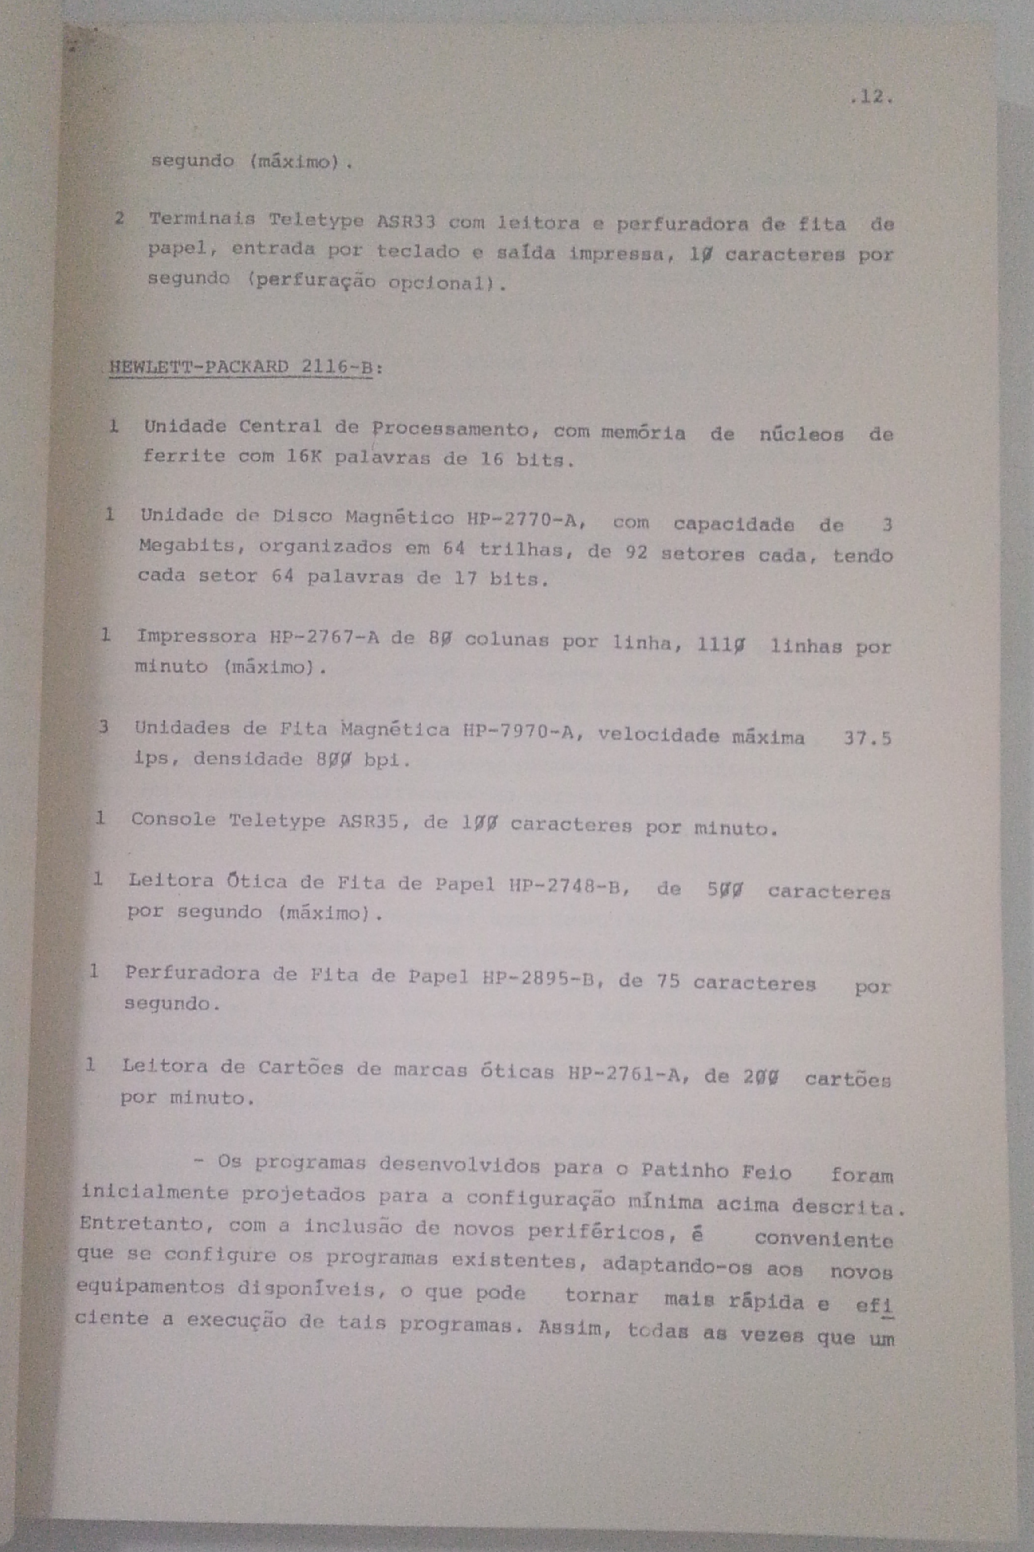 .12.
segundo (máximo).
2 Terminais Teletype ASR33 com leitora e perfuradora de fita de
papel, entrada por teclado e saída impressa, 1Ø caracteres por
segundo (perfuração opcional).
HEWLETT-PACKARD 2116-B:
1 Unidade Central de Processamento, com memória de núcleos de
ferrite com 16K palavras de 16 bits.
1 Unidade de Disco Magnético HP-2770-A, com capacidade de 3
Megabits, organizados em 64 trilhas, de 92 setores cada, tendo
cada setor 64 palavras de 17 bits.
1 Impressora HP-2767-A de 8Ø colunas por linha, 111Ø linhas por
minuto (máximo).
3 Unidades de Fita Magnética HP-7970-A, velocidade máxima 37.5
ips, densidade 8ØØ bpi.
1 Console Teletype ASR35, de 1ØØ caracteres por minuto.
1 Leitora Ótica de Fita de Papel HP-2748-B, de 5ØØ caracteres
por segundo (máximo).
1 Perfuradora de Fita de Papel HP-2895-B, de 75 caracteres por
segundo.
1 Leitora de Cartões de marcas óticas HP-2761-A, de 2ØØ cartões
por minuto.
- Os programas desenvolvidos para o Patinho Feio foram
inicialmente projetados para a configuração mínima acima descrita.
Entretanto, com a inclusão de novos periféricos, é conveniente
que se configure os programas existentes, adaptando-os aos novos
equipamentos disponíveis, o que pode tornar mais rápida e efi
ciente a execução de tais programas. Assim, todas as vezes que um